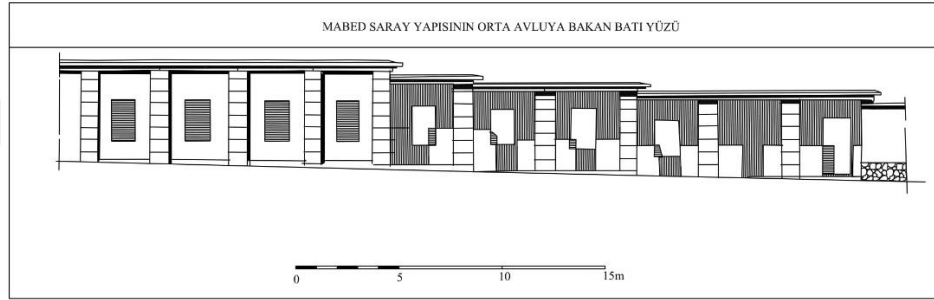 MABED SARAY YAPISININ ORTA AVLUYA BAKAN BATI YÜZÜ
0 5 10 15m